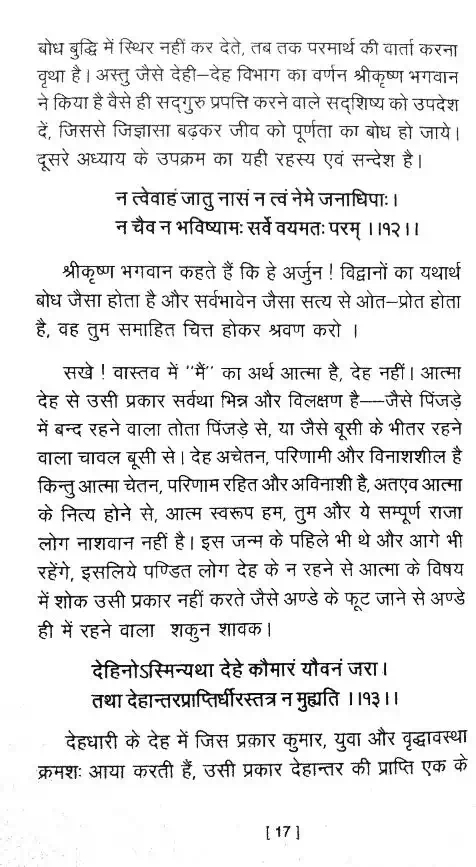 बोध बुद्धि में स्थिर नहीं कर देते, तब तक परमार्थ की वार्ता करना
वृथा है। अस्तु जैसे देही–देह विभाग का वर्णन श्रीकृष्ण भगवान
ने किया है वैसे ही सद्गुरु प्रपत्ति करने वाले सद्शिष्य को उपदेश
दें, जिससे जिज्ञासा बढ़कर जीव को पूर्णता का बोध हो जाये।
दूसरे अध्याय के उपक्रम का यही रहस्य एवं सन्देश है।
न त्वेवाहं जातु नासं न त्वं नेमे जनाधिपाः।
न चैव न भविष्यामः सर्वे वयमतः परम् ।।१२।।
श्रीकृष्ण भगवान कहते हैं कि हे अर्जुन ! विद्वानों का यथार्थ
बोध जैसा होता है और सर्वभावेन जैसा सत्य से ओत–प्रोत होता
है, वह तुम समाहित चित्त होकर श्रवण करो ।
सखे ! वास्तव में ''मैं'' का अर्थ आत्मा है, देह नहीं। आत्मा
देह से उसी प्रकार सर्वथा भिन्न और विलक्षण है––जैसे पिंजड़े
में बन्द रहने वाला तोता पिंजड़े से, या जैसे बूसी के भीतर रहने
वाला चावल बूसी से। देह अचेतन, परिणामी और विनाशशील है
किन्तु आत्मा चेतन, परिणाम रहित और अविनाशी है, अतएव आत्मा
के नित्य होने से, आत्म स्वरूप हम, तुम और ये सम्पूर्ण राजा
लोग नाशवान नहीं है। इस जन्म के पहिले भी थे और आगे भी
रहेंगे, इसलिये पण्डित लोग देह के न रहने से आत्मा के विषय
में शोक उसी प्रकार नहीं करते जैसे अण्डे के फूट जाने से अण्डे
ही में रहने वाला शकुन शावक।
देहिनोऽस्मिन्यथा देहे कौमारं यौवनं जरा।
तथा देहान्तरप्राप्तिर्धीरस्तत्र न मुह्यति ।।१३।।
देहधारी के देह में जिस प्रकार कुमार, युवा और वृद्धावस्था
क्रमशः आया करती हैं, उसी प्रकार देहान्तर की प्राप्ति एक के
[ 17 ]